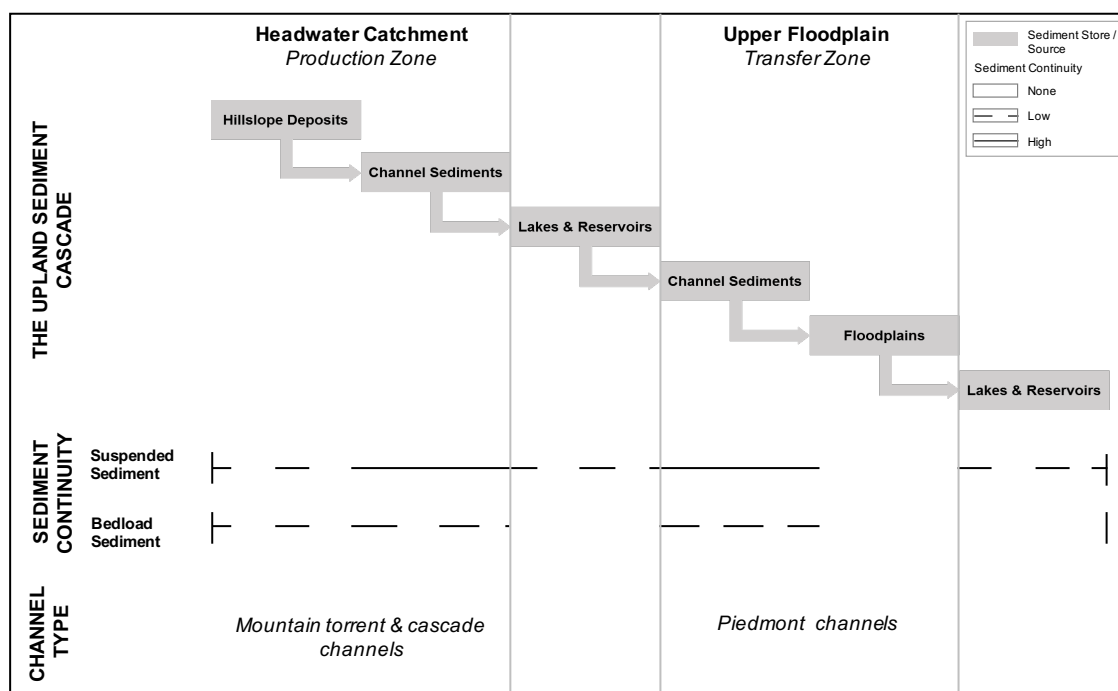 Headwater Catchment
Production Zone
Upper Floodplain
Transfer Zone
Sediment Store /
Source
Sediment Continuity
None
Low
High
THE UPLAND SEDIMENT
CASCADE
Hillslope Deposits
Channel Sediments
Lakes & Reservoirs
Channel Sediments
Floodplains
Lakes & Reservoirs
SEDIMENT
CONTINUITY
Suspended
Sediment
Bedload
Sediment
CHANNEL
TYPE
Mountain torrent & cascade
channels
Piedmont channels